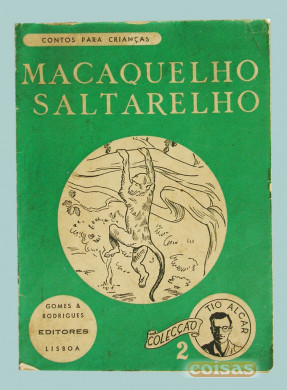 CONTOS PARA CRIANÇAS
MACAQUELHO
SALTARELHO
GOMES &
RODRIGUES
EDITORES
LISBOA
COLECÇÃO
2
TIO ALCAR
coisas